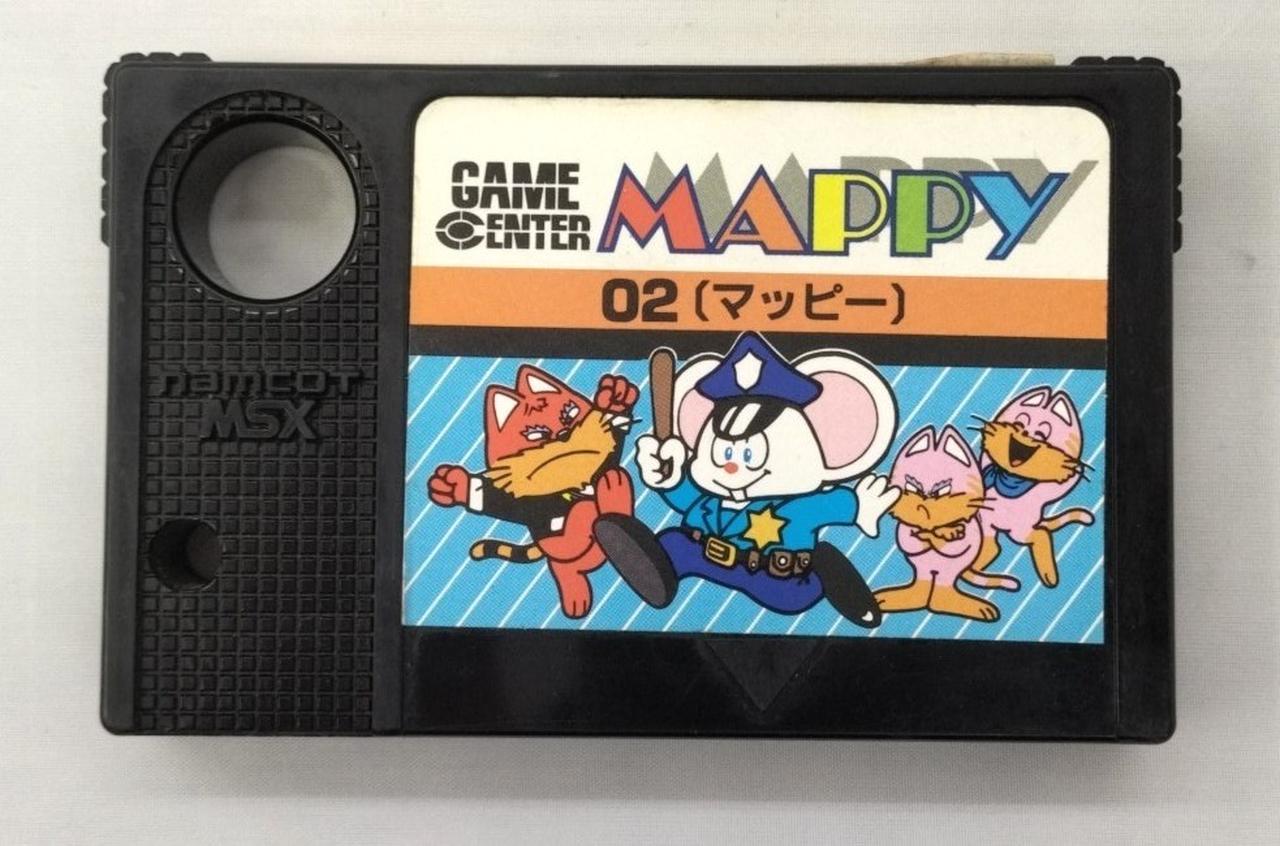 GAME
CENTER
MAPPY
02(マッピー)
namcoT
MSX